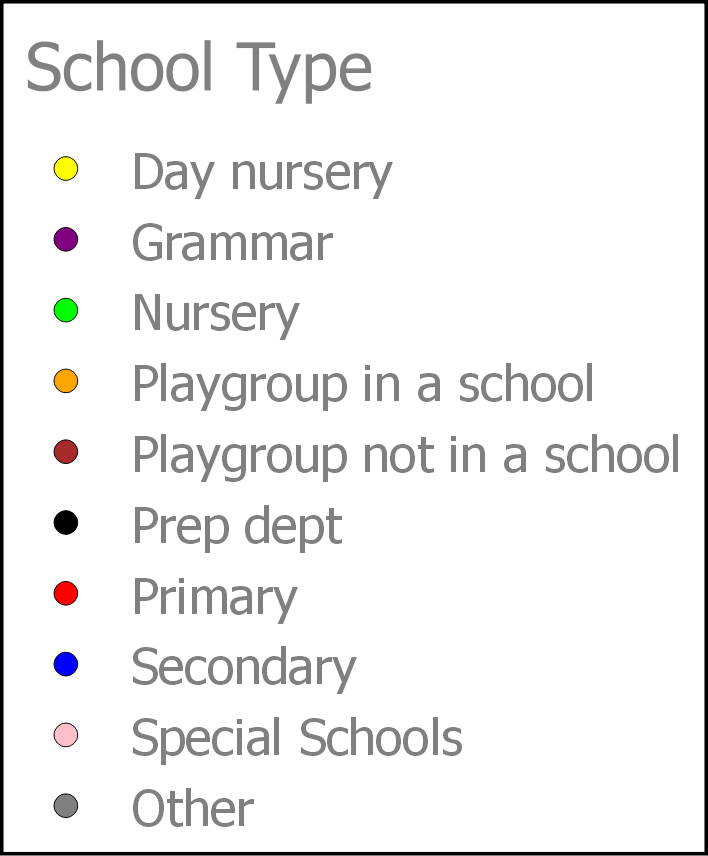 School Type
Day nursery
Grammar
Nursery
Playgroup in a school
Playgroup not in a school
Prep dept
Primary
Secondary
Special Schools
Other